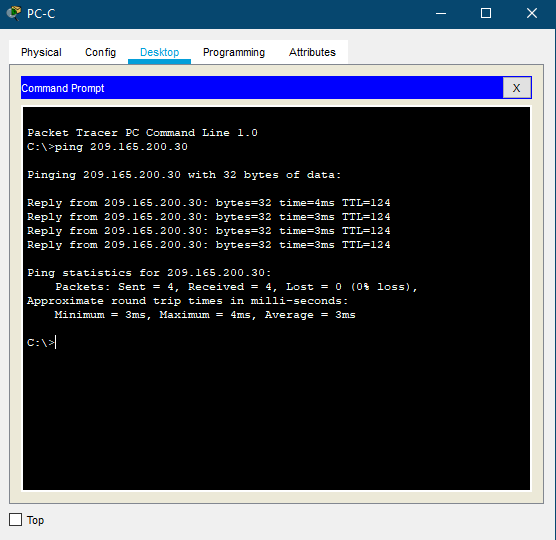 PC-C
Physical Config Desktop Programming Attributes
Command Prompt X
Packet Tracer PC Command Line 1.0
C:\>ping 209.165.200.30
Pinging 209.165.200.30 with 32 bytes of data:
Reply from 209.165.200.30: bytes=32 time=4ms TTL=124
Reply from 209.165.200.30: bytes=32 time=3ms TTL=124
Reply from 209.165.200.30: bytes=32 time=3ms TTL=124
Reply from 209.165.200.30: bytes=32 time=3ms TTL=124
Ping statistics for 209.165.200.30:
Packets: Sent = 4, Received = 4, Lost = 0 (0% loss),
Approximate round trip times in milli-seconds:
Minimum = 3ms, Maximum = 4ms, Average = 3ms
C:\>
Top